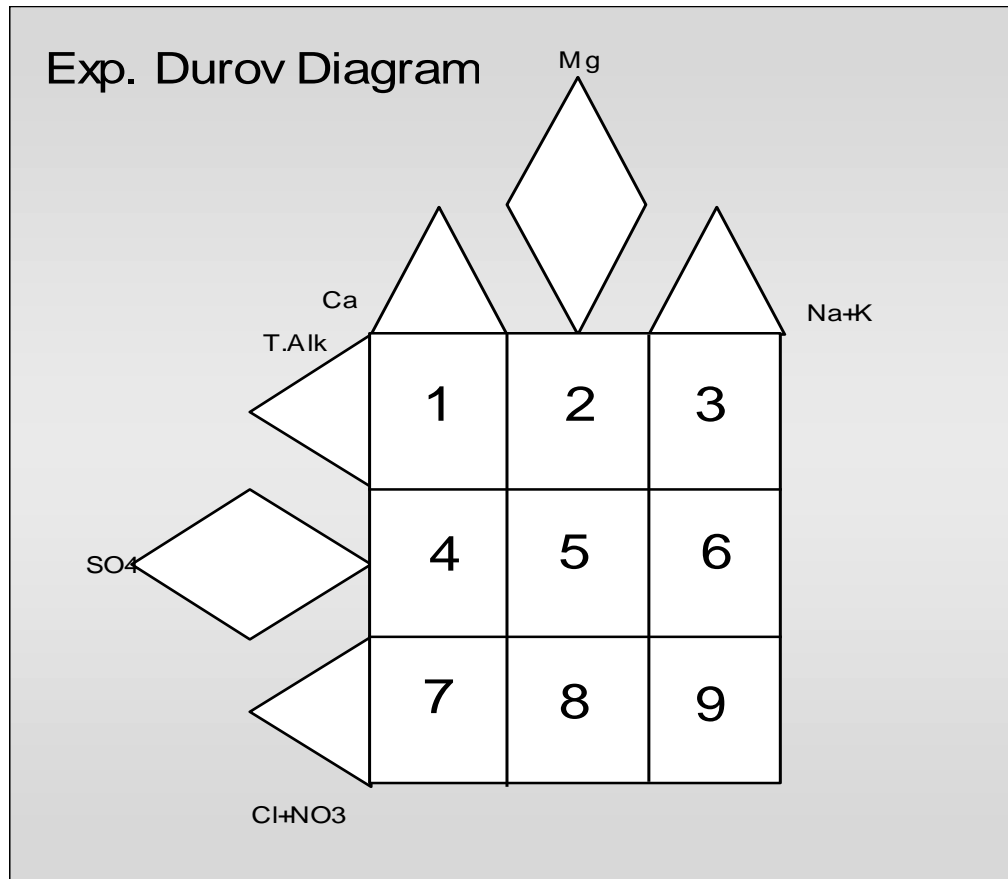 Exp. Durov Diagram
Mg
Ca
Na+K
T.Alk
1 2 3
SO4
4 5 6
7 8 9
Cl+NO3